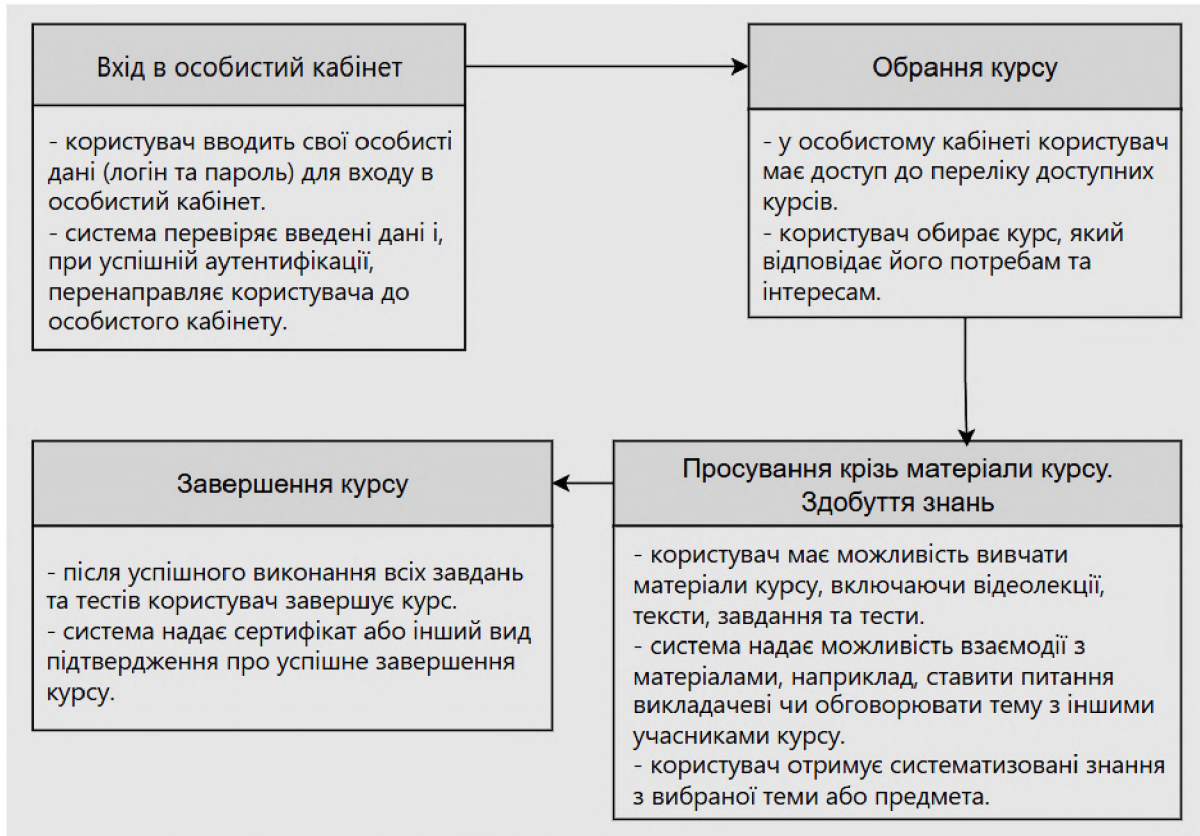 Вхід в особистий кабінет
- користувач вводить свої особисті
дані (логін та пароль) для входу в
особистий кабінет.
- система перевіряє введені дані і,
при успішній аутентифікації,
перенаправляє користувача до
особистого кабінету.
Обрання курсу
- у особистому кабінеті користувач
має доступ до переліку доступних
курсів.
- користувач обирає курс, який
відповідає його потребам та
інтересам.
Просування крізь матеріали курсу.
Здобуття знань
- користувач має можливість вивчати
матеріали курсу, включаючи відеолекції,
тексти, завдання та тести.
- система надає можливість взаємодії з
матеріалами, наприклад, ставити питання
викладачеві чи обговорювати тему з іншими
учасниками курсу.
- користувач отримує систематизовані знання
з вибраної теми або предмета.
Завершення курсу
- після успішного виконання всіх завдань
та тестів користувач завершує курс.
- система надає сертифікат або інший вид
підтвердження про успішне завершення
курсу.